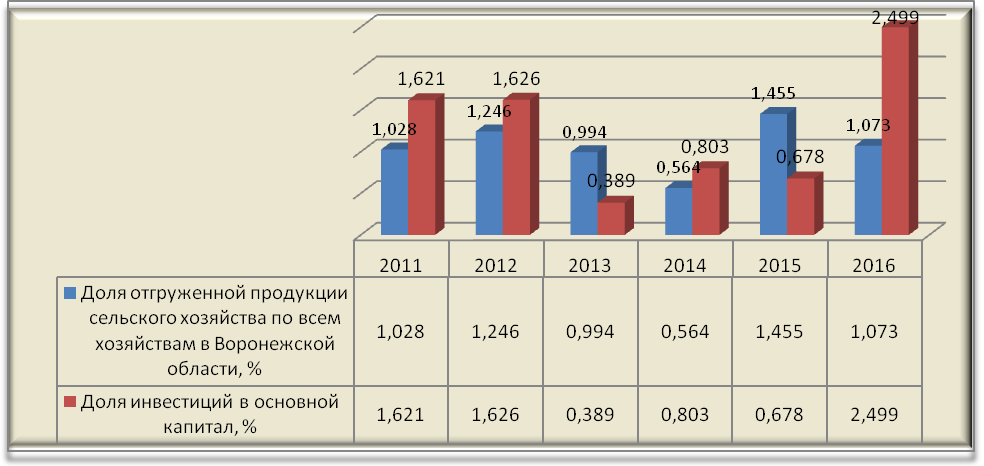 2,499
1,621
1,626
1,455
1,246
1,028
1,073
0,994
0,803
0,678
0,564
0,389
2011 2012 2013 2014 2015 2016
Доля отгруженной продукции
сельского хозяйства по всем
хозяйствам в Воронежской
области, %
1,028 1,246 0,994 0,564 1,455 1,073
Доля инвестиций в основной
капитал, %
1,621 1,626 0,389 0,803 0,678 2,499